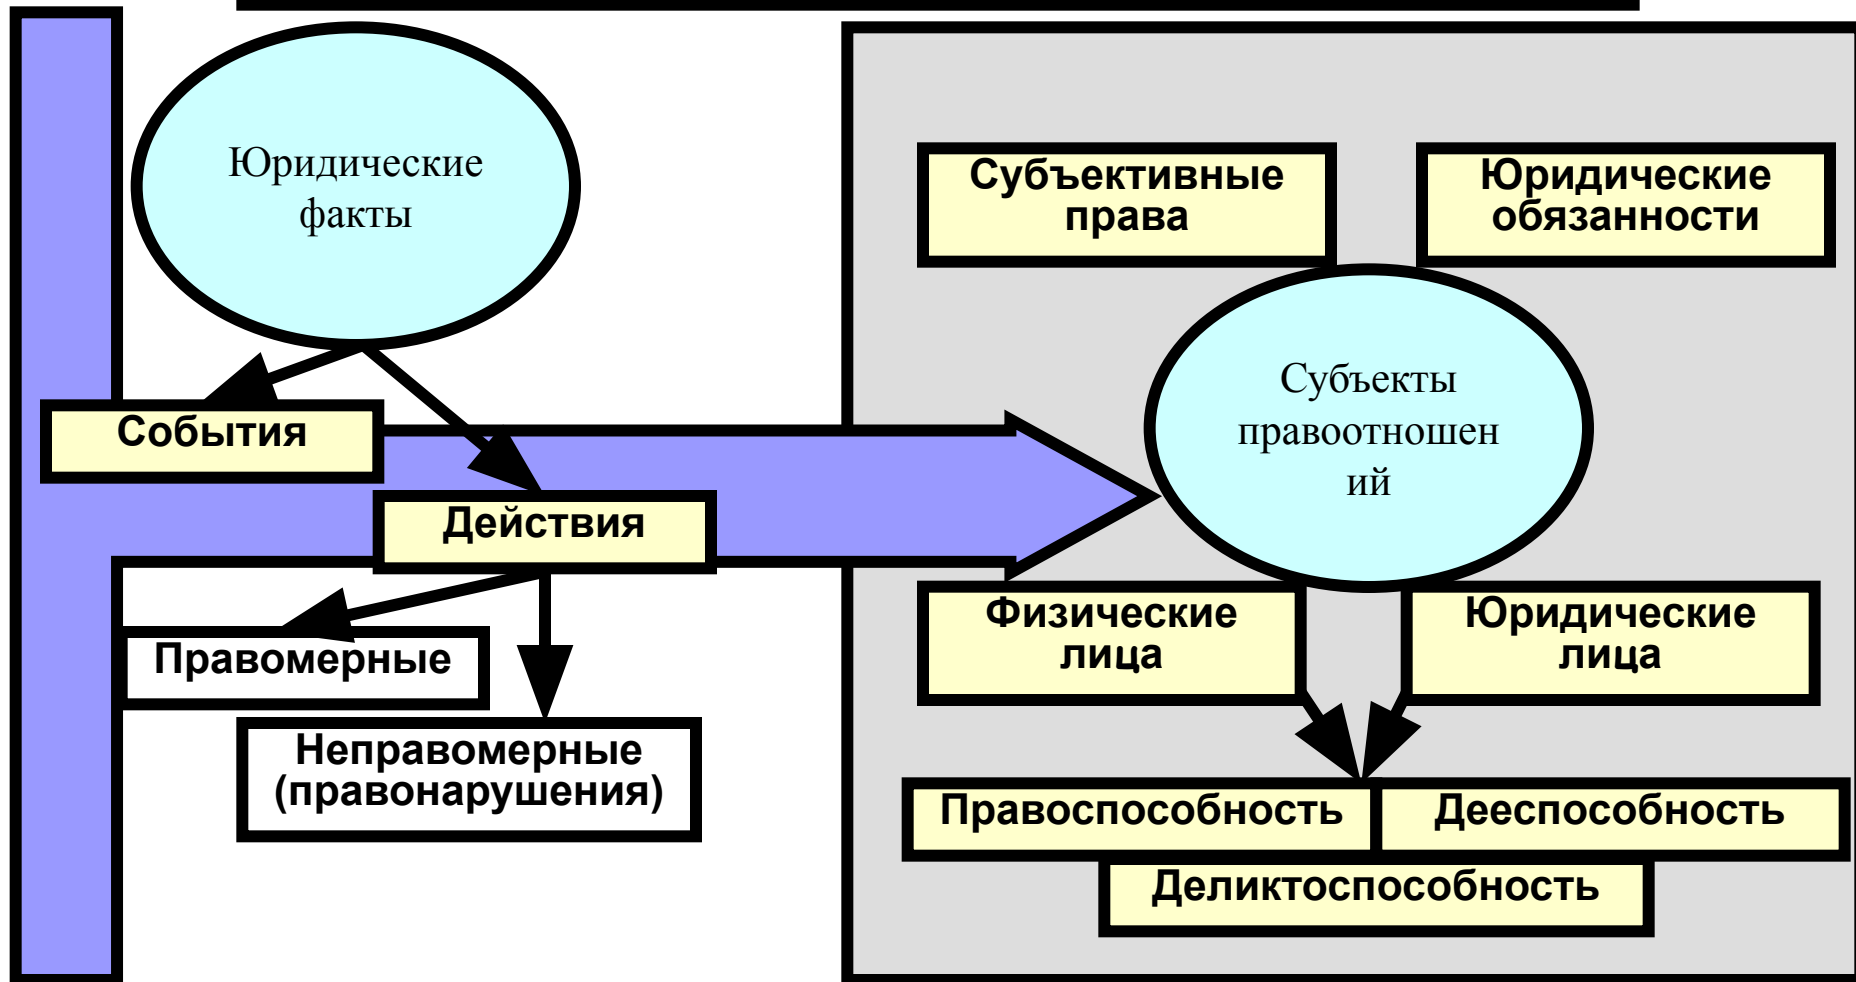 Юридические
факты
События
Действия
Правомерные
Неправомерные
(правонарушения)
Субъективные
права
Юридические
обязанности
Субъекты
правоотношен
ий
Физические
лица
Юридические
лица
Правоспособность
Дееспособность
Деликтоспособность